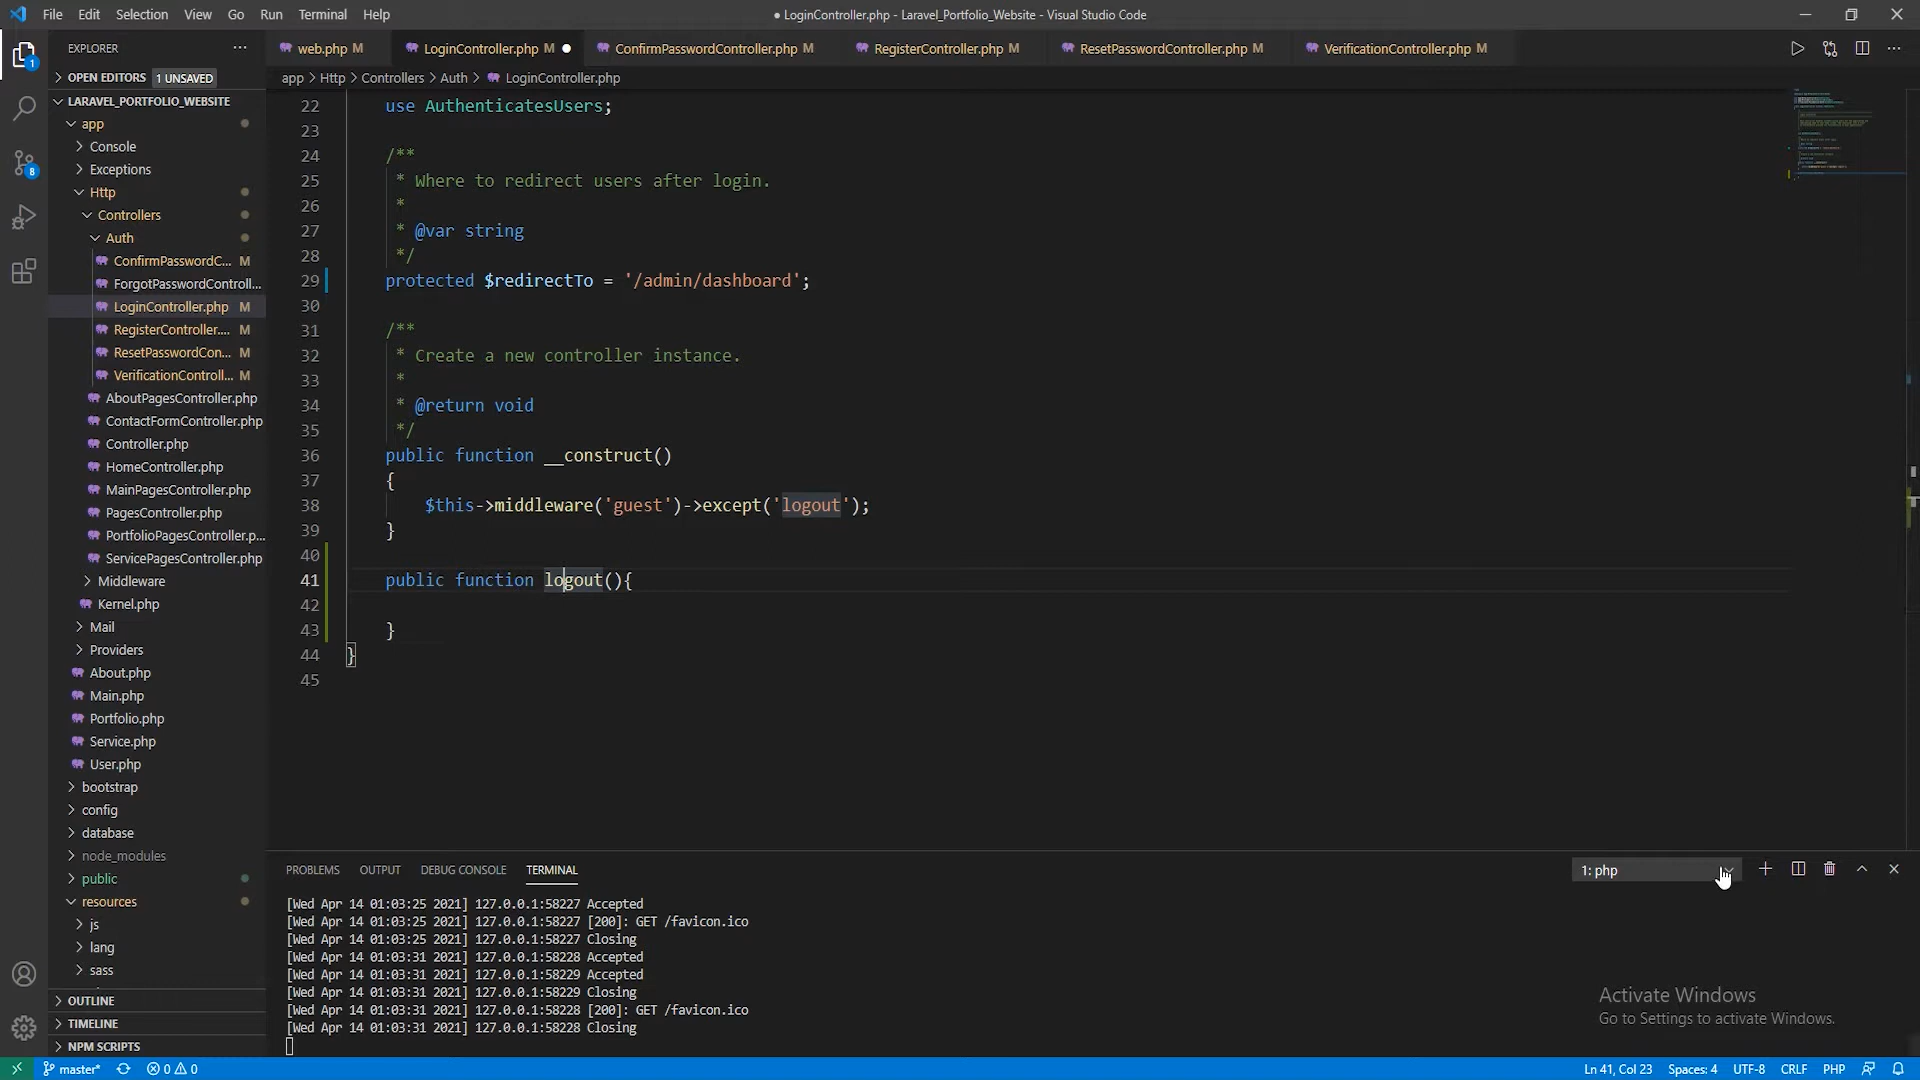 File Edit Selection View Go Run Terminal Help
● LoginController.php - Laravel_Portfolio_Website - Visual Studio Code
EXPLORER
OPEN EDITORS 1 UNSAVED
LARAVEL_PORTFOLIO_WEBSITE
app
Console
Exceptions
Http
Controllers
Auth
ConfirmPasswordC... M
ForgotPasswordControll...
LoginController.php M
RegisterController.... M
ResetPasswordCon... M
VerificationControll... M
AboutPagesController.php
ContactFormController.php
Controller.php
HomeController.php
MainPagesController.php
PagesController.php
PortfolioPagesController.p...
ServicePagesController.php
Middleware
Kernel.php
Mail
Providers
About.php
Main.php
Portfolio.php
Service.php
User.php
bootstrap
config
database
node_modules
public
resources
js
lang
sass
OUTLINE
TIMELINE
NPM SCRIPTS
1
8
web.php M LoginController.php M ConfirmPasswordController.php M RegisterController.php M ResetPasswordController.php M VerificationController.php M
app > Http > Controllers > Auth > LoginController.php
22 use AuthenticatesUsers;
23
24 /**
25 * Where to redirect users after login.
26 *
27 * @var string
28 */
29 protected $redirectTo = '/admin/dashboard';
30
31 /**
32 * Create a new controller instance.
33 *
34 * @return void
35 */
36 public function __construct()
37 {
38 $this->middleware('guest')->except('logout');
39 }
40
41 public function logout(){
42
43 }
44 }
45
PROBLEMS OUTPUT DEBUG CONSOLE TERMINAL 1: php
[Wed Apr 14 01:03:25 2021] 127.0.0.1:58227 Accepted
[Wed Apr 14 01:03:25 2021] 127.0.0.1:58227 [200]: GET /favicon.ico
[Wed Apr 14 01:03:25 2021] 127.0.0.1:58227 Closing
[Wed Apr 14 01:03:31 2021] 127.0.0.1:58228 Accepted
[Wed Apr 14 01:03:31 2021] 127.0.0.1:58229 Accepted
[Wed Apr 14 01:03:31 2021] 127.0.0.1:58229 Closing
[Wed Apr 14 01:03:31 2021] 127.0.0.1:58228 [200]: GET /favicon.ico
[Wed Apr 14 01:03:31 2021] 127.0.0.1:58228 Closing
Activate Windows
Go to Settings to activate Windows.
master* 0 0 Ln 41, Col 23 Spaces: 4 UTF-8 CRLF PHP